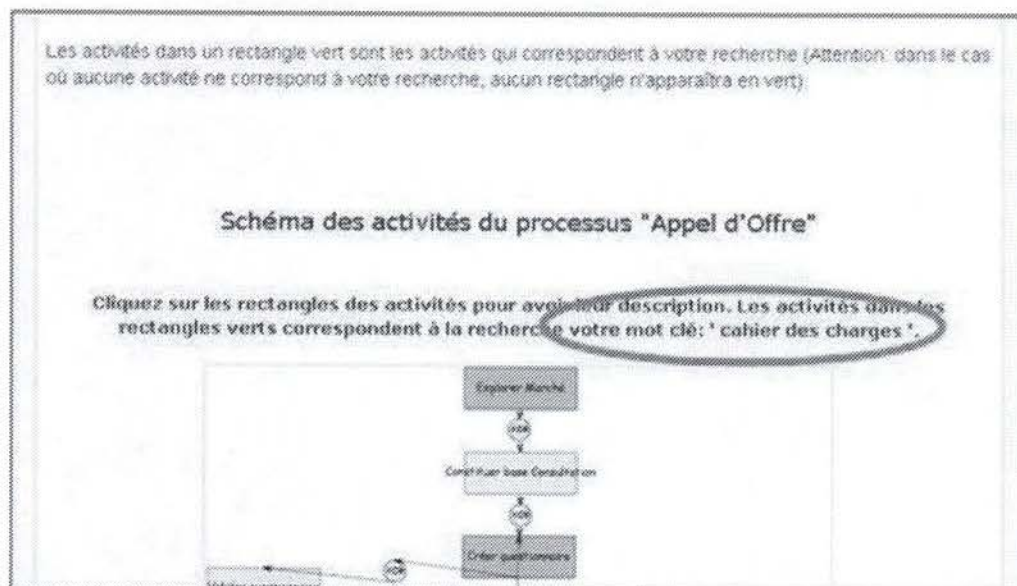 Les activités dans un rectangle vert sont les activités qui correspondent à votre recherche (Attention: dans le cas
où aucune activité ne correspond à votre recherche, aucun rectangle n'apparaîtra en vert)
Schéma des activités du processus "Appel d'Offre"
Cliquez sur les rectangles des activités pour avoir leur description. Les activités dans les
rectangles verts correspondent à la recherche votre mot clé: ' cahier des charges '.
Explorer Marché
XOR
Constituer base Consultation
XOR
Créer questionnaire
XOR